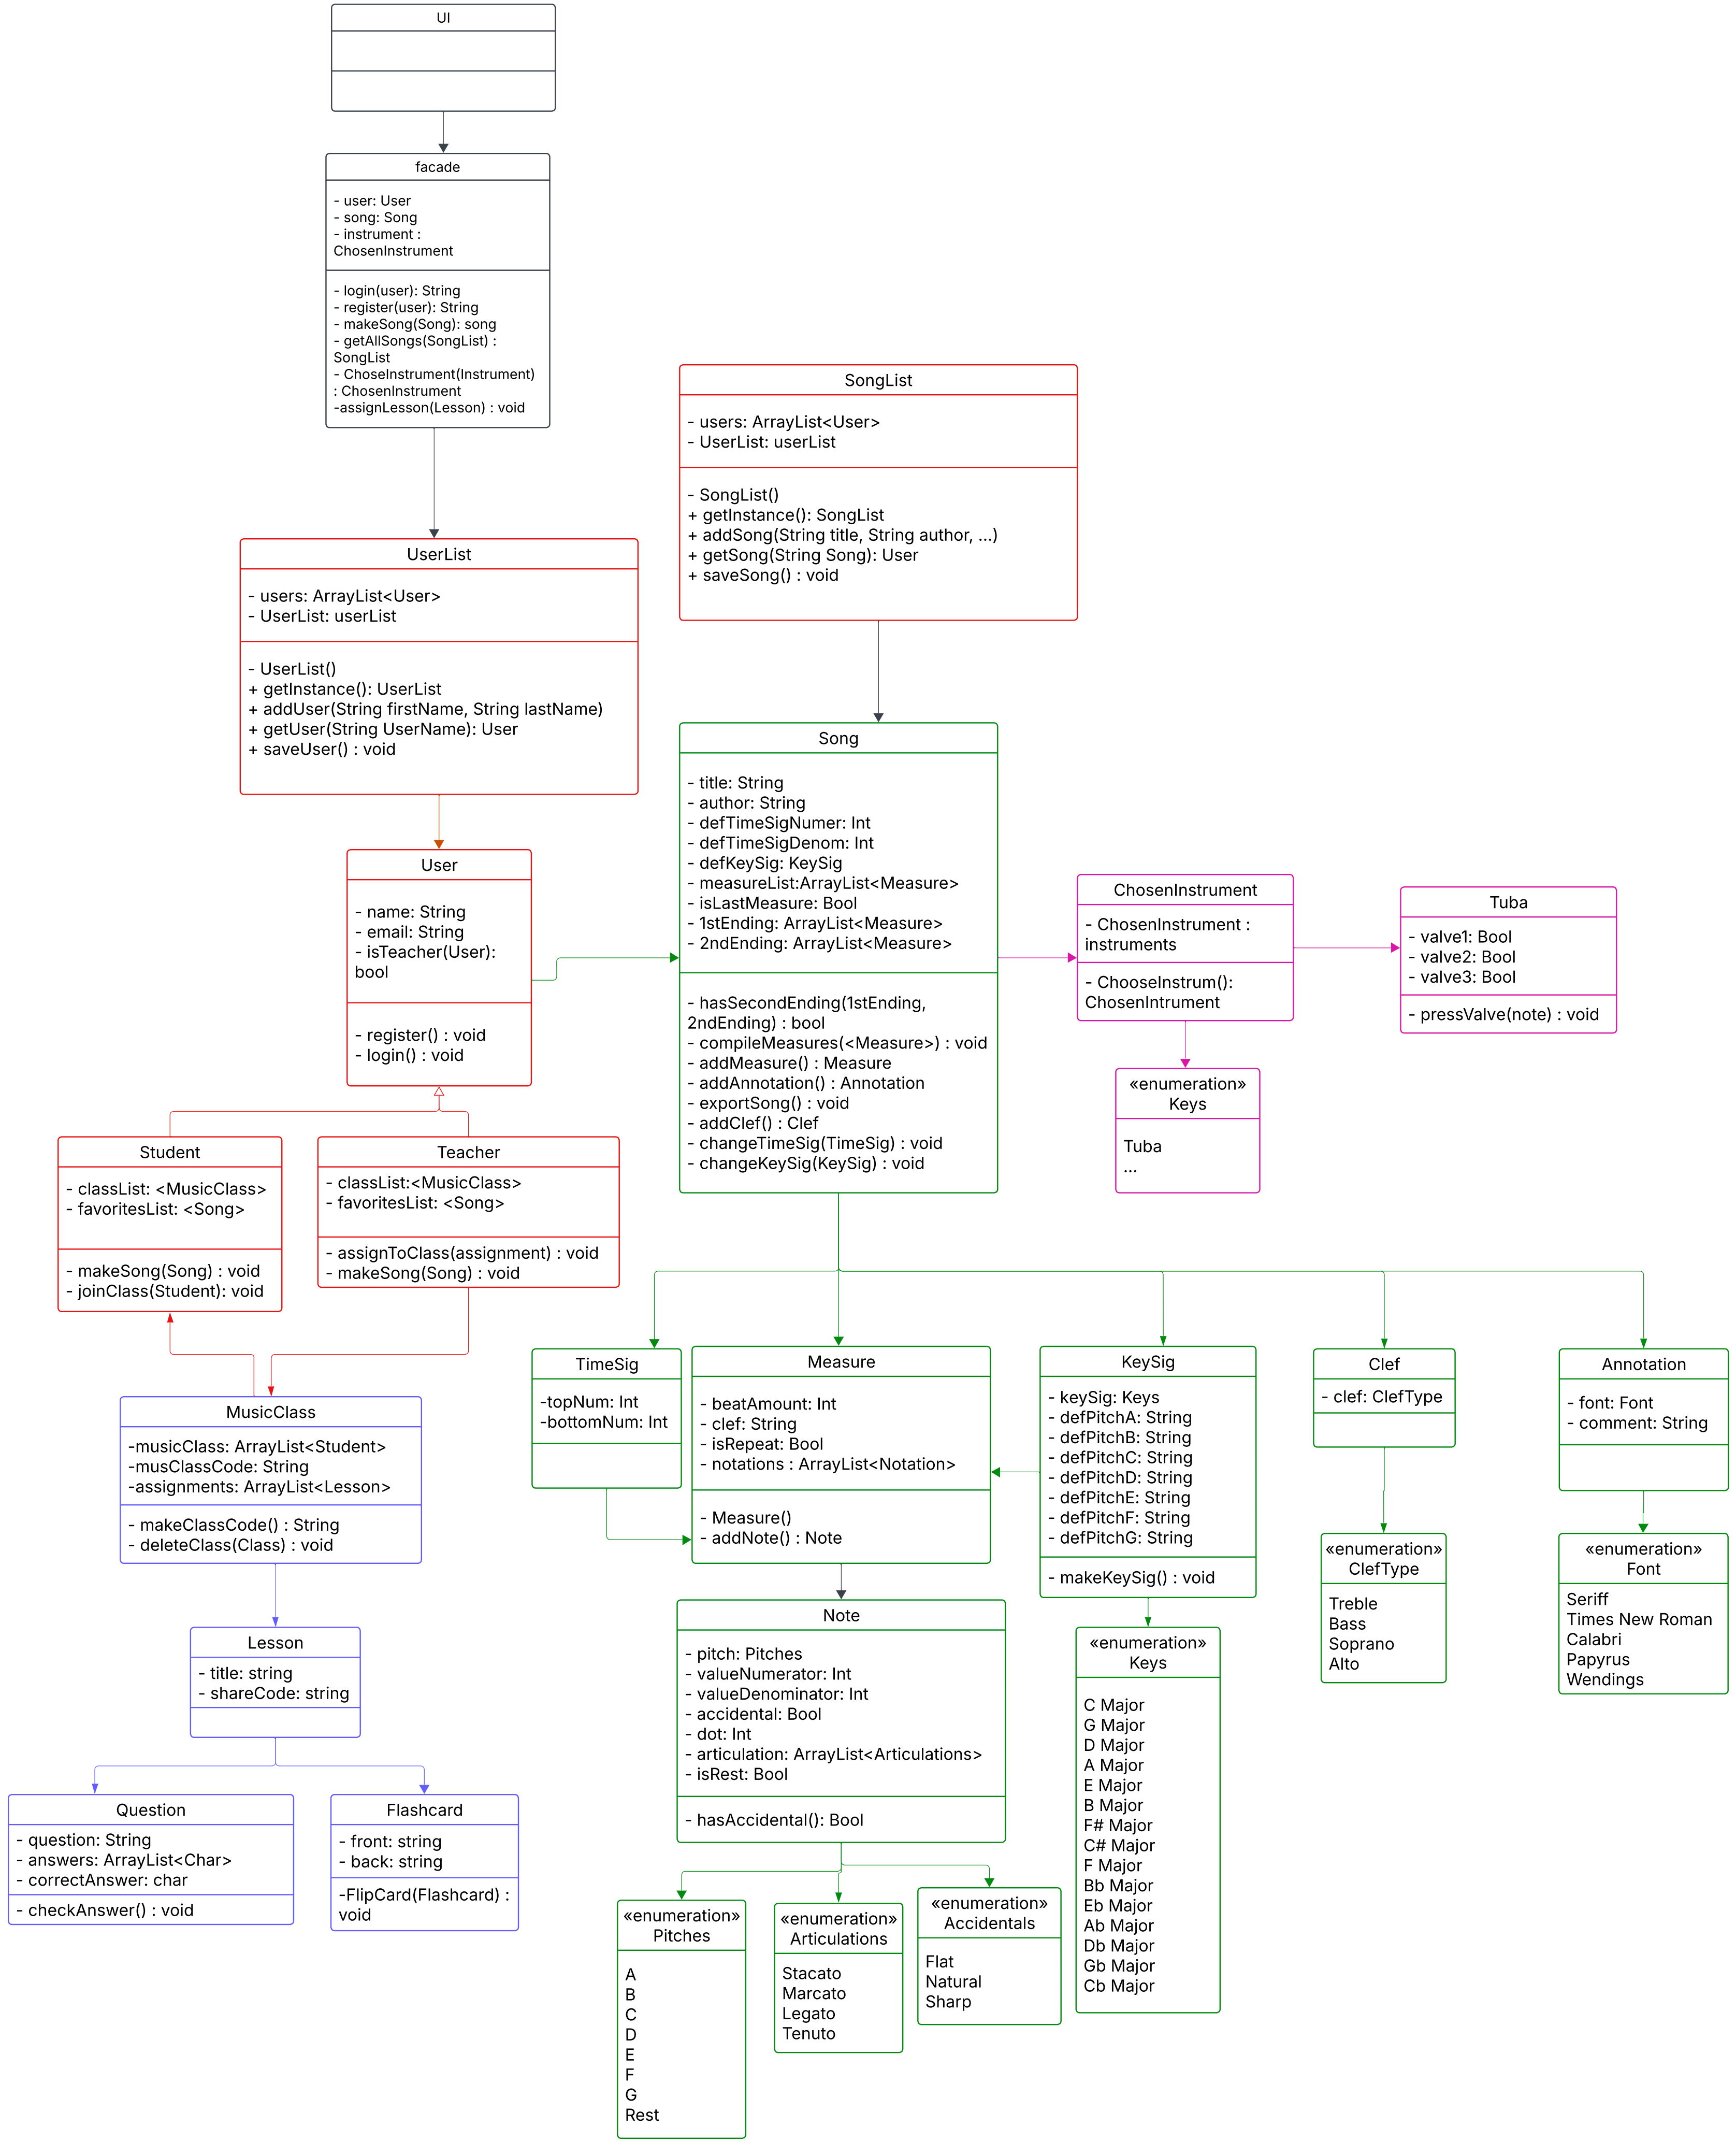 UI
facade
- user: User
- song: Song
- instrument :
ChosenInstrument
- login(user): String
- register(user): String
- makeSong(Song): song
- getAllSongs(SongList) :
SongList
- ChoseInstrument(Instrument)
: ChosenInstrument
-assignLesson(Lesson) : void
SongList
- users: ArrayList<User>
- UserList: userList
- SongList()
+ getInstance(): SongList
+ addSong(String title, String author, ...)
+ getSong(String Song): User
+ saveSong() : void
UserList
- users: ArrayList<User>
- UserList: userList
- UserList()
+ getInstance(): UserList
+ addUser(String firstName, String lastName)
+ getUser(String UserName): User
+ saveUser() : void
User
- name: String
- email: String
- isTeacher(User):
bool
- register() : void
- login() : void
Song
- title: String
- author: String
- defTimeSigNumer: Int
- defTimeSigDenom: Int
- defKeySig: KeySig
- measureList:ArrayList<Measure>
- isLastMeasure: Bool
- 1stEnding: ArrayList<Measure>
- 2ndEnding: ArrayList<Measure>
- hasSecondEnding(1stEnding,
2ndEnding) : bool
- compileMeasures(<Measure>) : void
- addMeasure() : Measure
- addAnnotation() : Annotation
- exportSong() : void
- addClef() : Clef
- changeTimeSig(TimeSig) : void
- changeKeySig(KeySig) : void
ChosenInstrument
- ChosenInstrument :
instruments
- ChooseInstrum():
ChosenIntrument
Tuba
- valve1: Bool
- valve2: Bool
- valve3: Bool
- pressValve(note) : void
«enumeration»
Keys
Tuba
...
Student
- classList: <MusicClass>
- favoritesList: <Song>
- makeSong(Song) : void
- joinClass(Student): void
Teacher
- classList:<MusicClass>
- favoritesList: <Song>
- assignToClass(assignment) : void
- makeSong(Song) : void
MusicClass
-musicClass: ArrayList<Student>
-musClassCode: String
-assignments: ArrayList<Lesson>
- makeClassCode() : String
- deleteClass(Class) : void
Lesson
- title: string
- shareCode: string
Question
- question: String
- answers: ArrayList<Char>
- correctAnswer: char
- checkAnswer() : void
Flashcard
- front: string
- back: string
-FlipCard(Flashcard) :
void
TimeSig
-topNum: Int
-bottomNum: Int
Measure
- beatAmount: Int
- clef: String
- isRepeat: Bool
- notations : ArrayList<Notation>
- Measure()
- addNote() : Note
KeySig
- keySig: Keys
- defPitchA: String
- defPitchB: String
- defPitchC: String
- defPitchD: String
- defPitchE: String
- defPitchF: String
- defPitchG: String
- makeKeySig() : void
Clef
- clef: ClefType
Annotation
- font: Font
- comment: String
«enumeration»
ClefType
Treble
Bass
Soprano
Alto
«enumeration»
Font
Seriff
Times New Roman
Calabri
Papyrus
Wendings
Note
- pitch: Pitches
- valueNumerator: Int
- valueDenominator: Int
- accidental: Bool
- dot: Int
- articulation: ArrayList<Articulations>
- isRest: Bool
- hasAccidental(): Bool
«enumeration»
Keys
C Major
G Major
D Major
A Major
E Major
B Major
F# Major
C# Major
F Major
Bb Major
Eb Major
Ab Major
Db Major
Gb Major
Cb Major
«enumeration»
Pitches
A
B
C
D
E
F
G
Rest
«enumeration»
Articulations
Stacato
Marcato
Legato
Tenuto
«enumeration»
Accidentals
Flat
Natural
Sharp